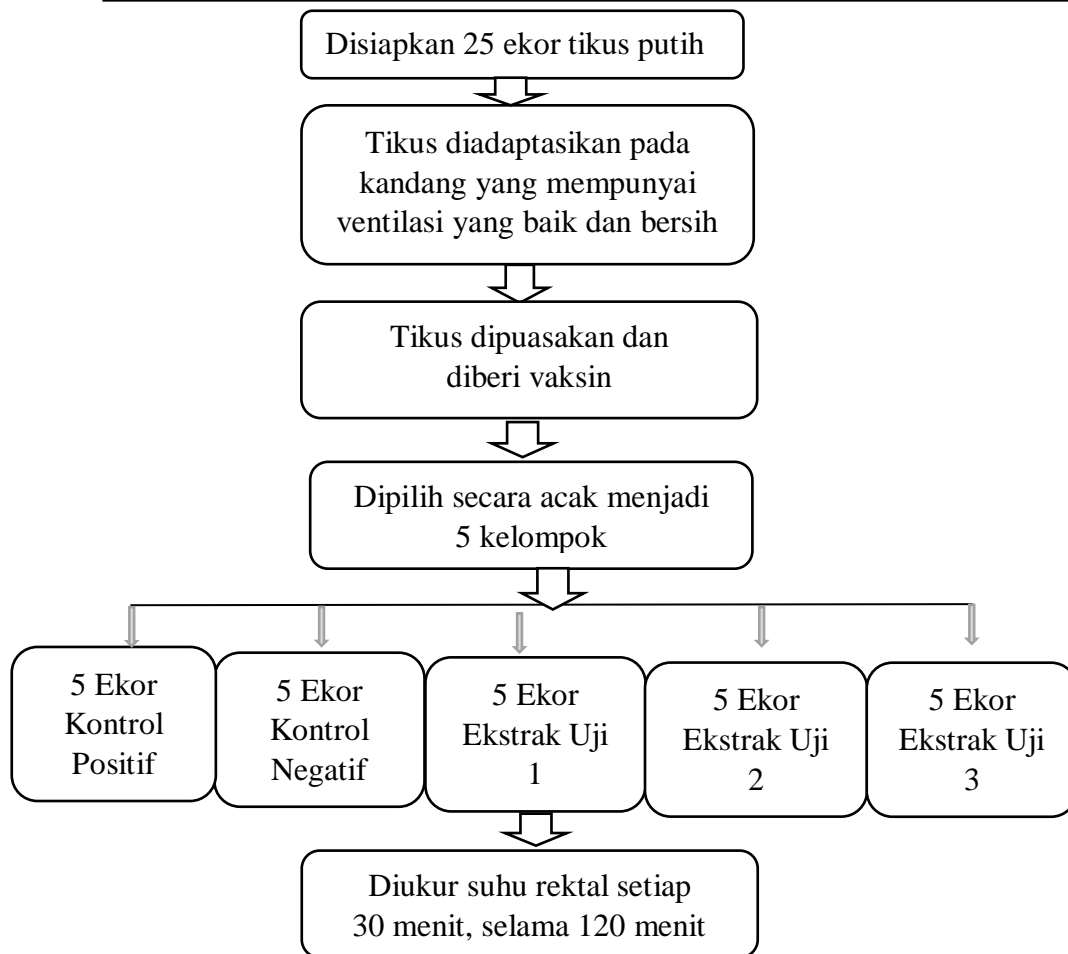 Disiapkan 25 ekor tikus putih
Tikus diadaptasikan pada
kandang yang mempunyai
ventilasi yang baik dan bersih
Tikus dipuasakan dan
diberi vaksin
Dipilih secara acak menjadi
5 kelompok
5 Ekor
Kontrol
Positif
5 Ekor
Kontrol
Negatif
5 Ekor
Ekstrak Uji
1
5 Ekor
Ekstrak Uji
2
5 Ekor
Ekstrak Uji
3
Diukur suhu rektal setiap
30 menit, selama 120 menit